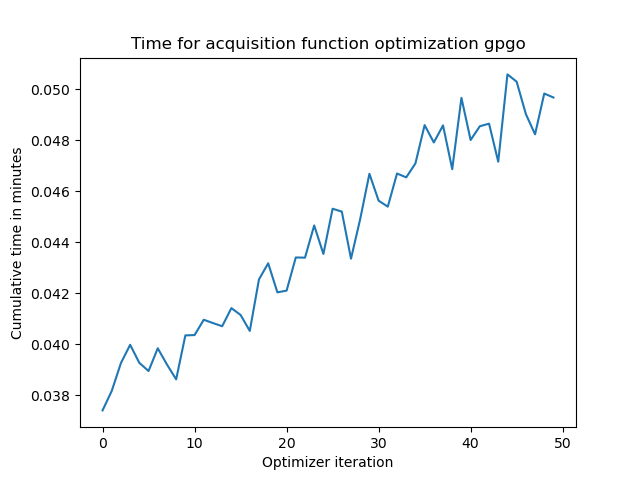 Time for acquisition function optimization gpgo
0.050
0.048
0.046
0.044
0.042
0.040
0.038
Cumulative time in minutes
0 10 20 30 40 50
Optimizer iteration